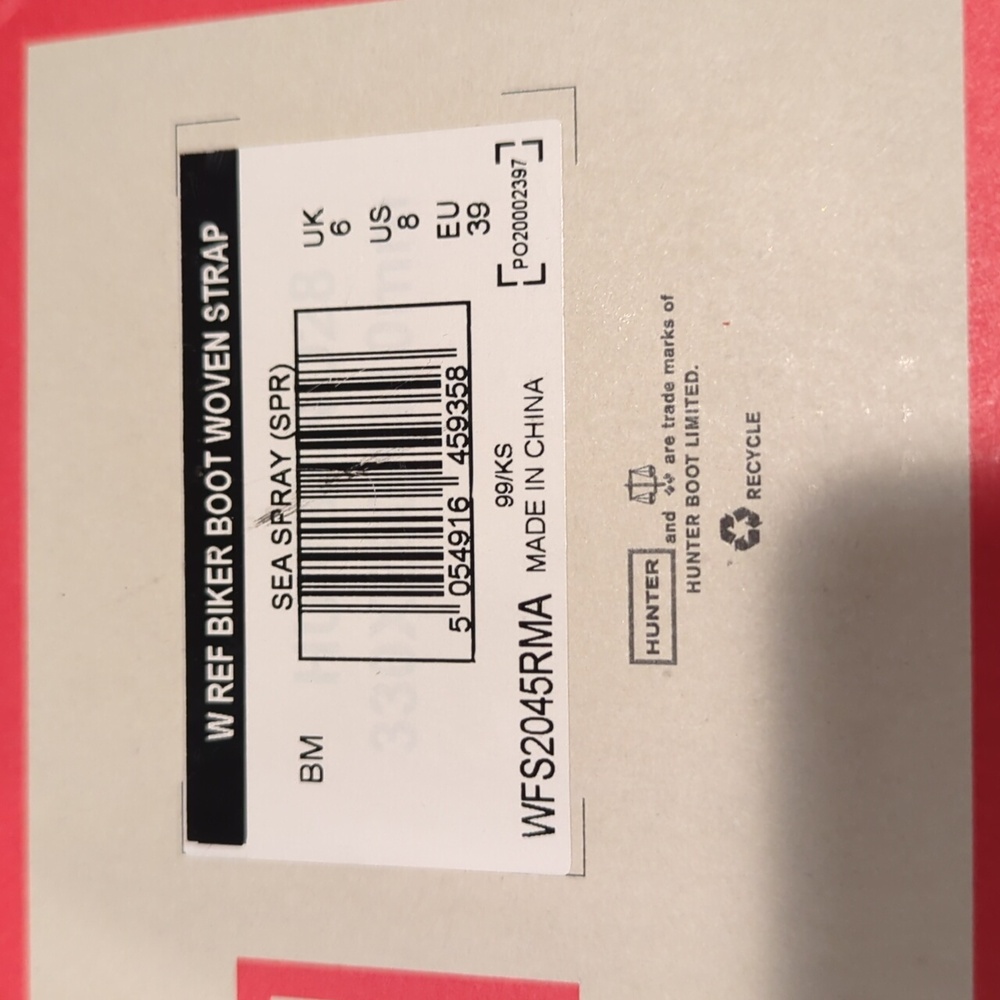 W REF BIKER BOOT WOVEN STRAP
BM
SEA SPRAY (SPR)
5 054916 459358
UK
6
US
8
EU
39
99/KS
WFS2045RMA MADE IN CHINA
PO20002397
HUNTER and are trade marks of
HUNTER BOOT LIMITED.
RECYCLE